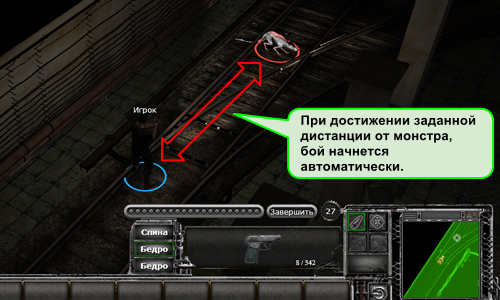 Игрок
При достижении заданной
дистанции от монстра,
бой начнется
автоматически.
Завершить
27
Спина
Бедро
Бедро
8 / 342